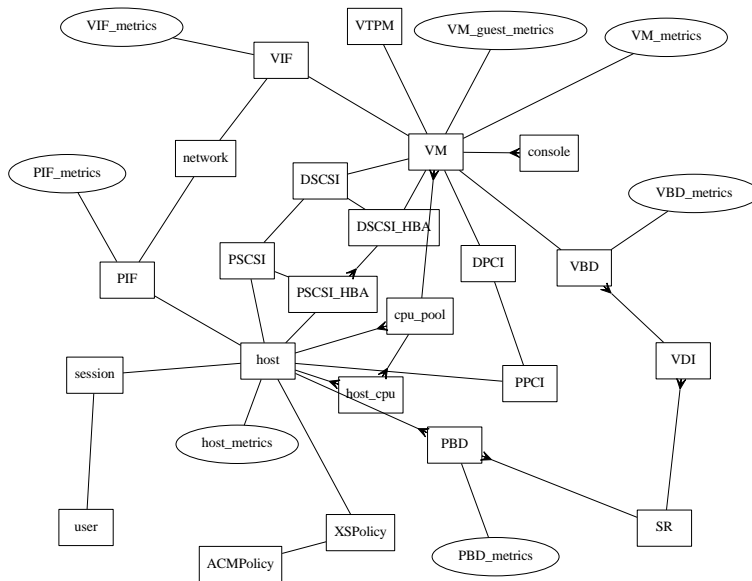 VIF_metrics
VTPM
VM_guest_metrics
VM_metrics
VIF
network
VM
console
PIF_metrics
DSCSI
DSCSI_HBA
VBD_metrics
PSCSI
DPCI
VBD
PIF
PSCSI_HBA
cpu_pool
host
VDI
session
PPCI
host_cpu
host_metrics
PBD
user
XSPolicy
SR
ACMPolicy
PBD_metrics